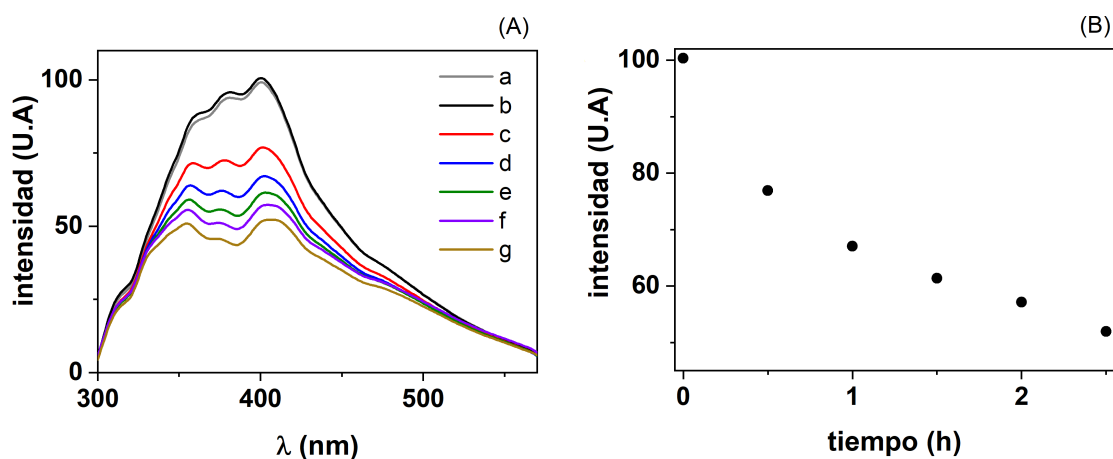 (A)
intensidad (U.A)
100
50
0
300
400
500
λ (nm)
a
b
c
d
e
f
g
(B)
intensidad (U.A)
100
80
60
0
1
2
tiempo (h)